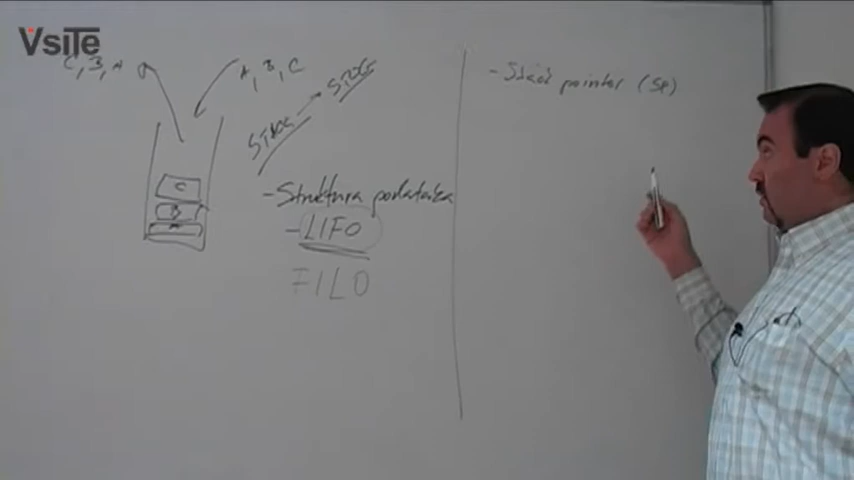 VsiTe
C, B, A
A, B, C
STACK
STOG
- Struktura podataka
- LIFO
FILO
C
B
A
- Stack pointer (SP)